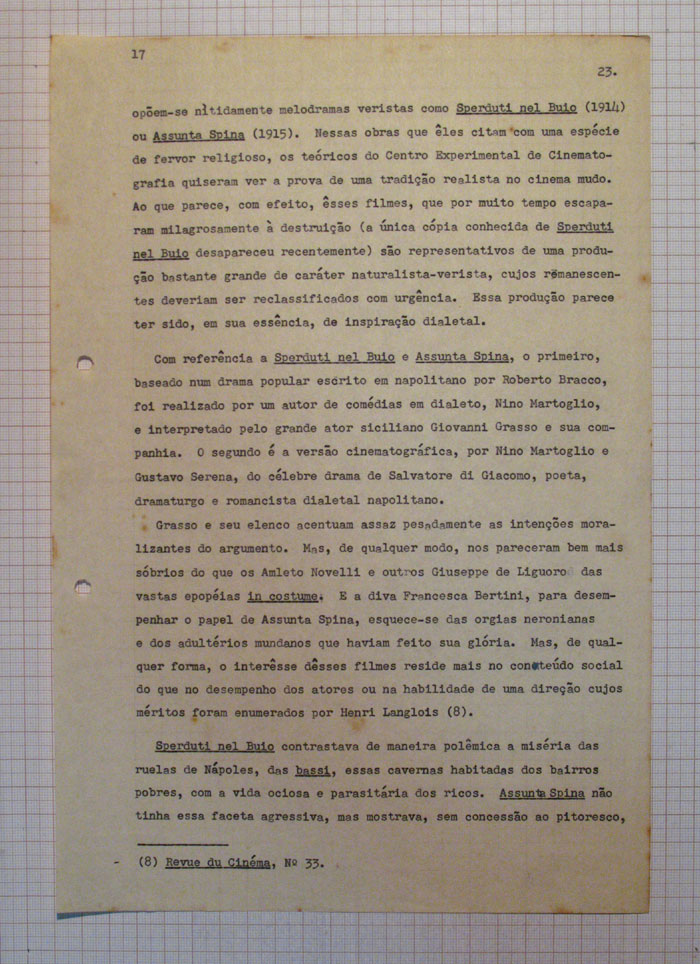 17
23.
opõem-se nìtidamente melodramas veristas como Sperduti nel Buio (1914)
ou Assunta Spina (1915).  Nessas obras que êles citam com uma espécie
de fervor religioso, os teóricos do Centro Experimental de Cinemato-
grafia quiseram ver a prova de uma tradição realista no cinema mudo.
Ao que parece, com efeito, êsses filmes, que por muito tempo escapa-
ram milagrosamente à destruição (a única cópia conhecida de Sperduti
nel Buio desapareceu recentemente) são representativos de uma produ-
ção bastante grande de caráter naturalista-verista, cujos remanescen-
tes deveriam ser reclassificados com urgência.  Essa produção parece
ter sido, em sua essência, de inspiração dialetal.
Com referência a Sperduti nel Buio e Assunta Spina, o primeiro,
baseado num drama popular escrito em napolitano por Roberto Bracco,
foi realizado por um autor de comédias em dialeto, Nino Martoglio,
e interpretado pelo grande ator siciliano Giovanni Grasso e sua com-
panhia.  O segundo é a versão cinematográfica, por Nino Martoglio e
Gustavo Serena, do célebre drama de Salvatore di Giacomo, poeta,
dramaturgo e romancista dialetal napolitano.
Grasso e seu elenco acentuam assaz pesadamente as intenções mora-
lizantes do argumento.  Mas, de qualquer modo, nos pareceram bem mais
sóbrios do que os Amleto Novelli e outros Giuseppe de Liguoro das
vastas epopéias in costume.  E a diva Francesca Bertini, para desem-
penhar o papel de Assunta Spina, esquece-se das orgias neronianas
e dos adultérios mundanos que haviam feito sua glória.  Mas, de qual-
quer forma, o interêsse dêsses filmes reside mais no conteúdo social
do que no desempenho dos atores ou na habilidade de uma direção cujos
méritos foram enumerados por Henri Langlois (8).
Sperduti nel Buio contrastava de maneira polêmica a miséria das
ruelas de Nápoles, das bassi, essas cavernas habitadas dos bairros
pobres, com a vida ociosa e parasitária dos ricos.  Assunta Spina não
tinha essa faceta agressiva, mas mostrava, sem concessão ao pitoresco,
- (8) Revue du Cinéma, Nº 33.